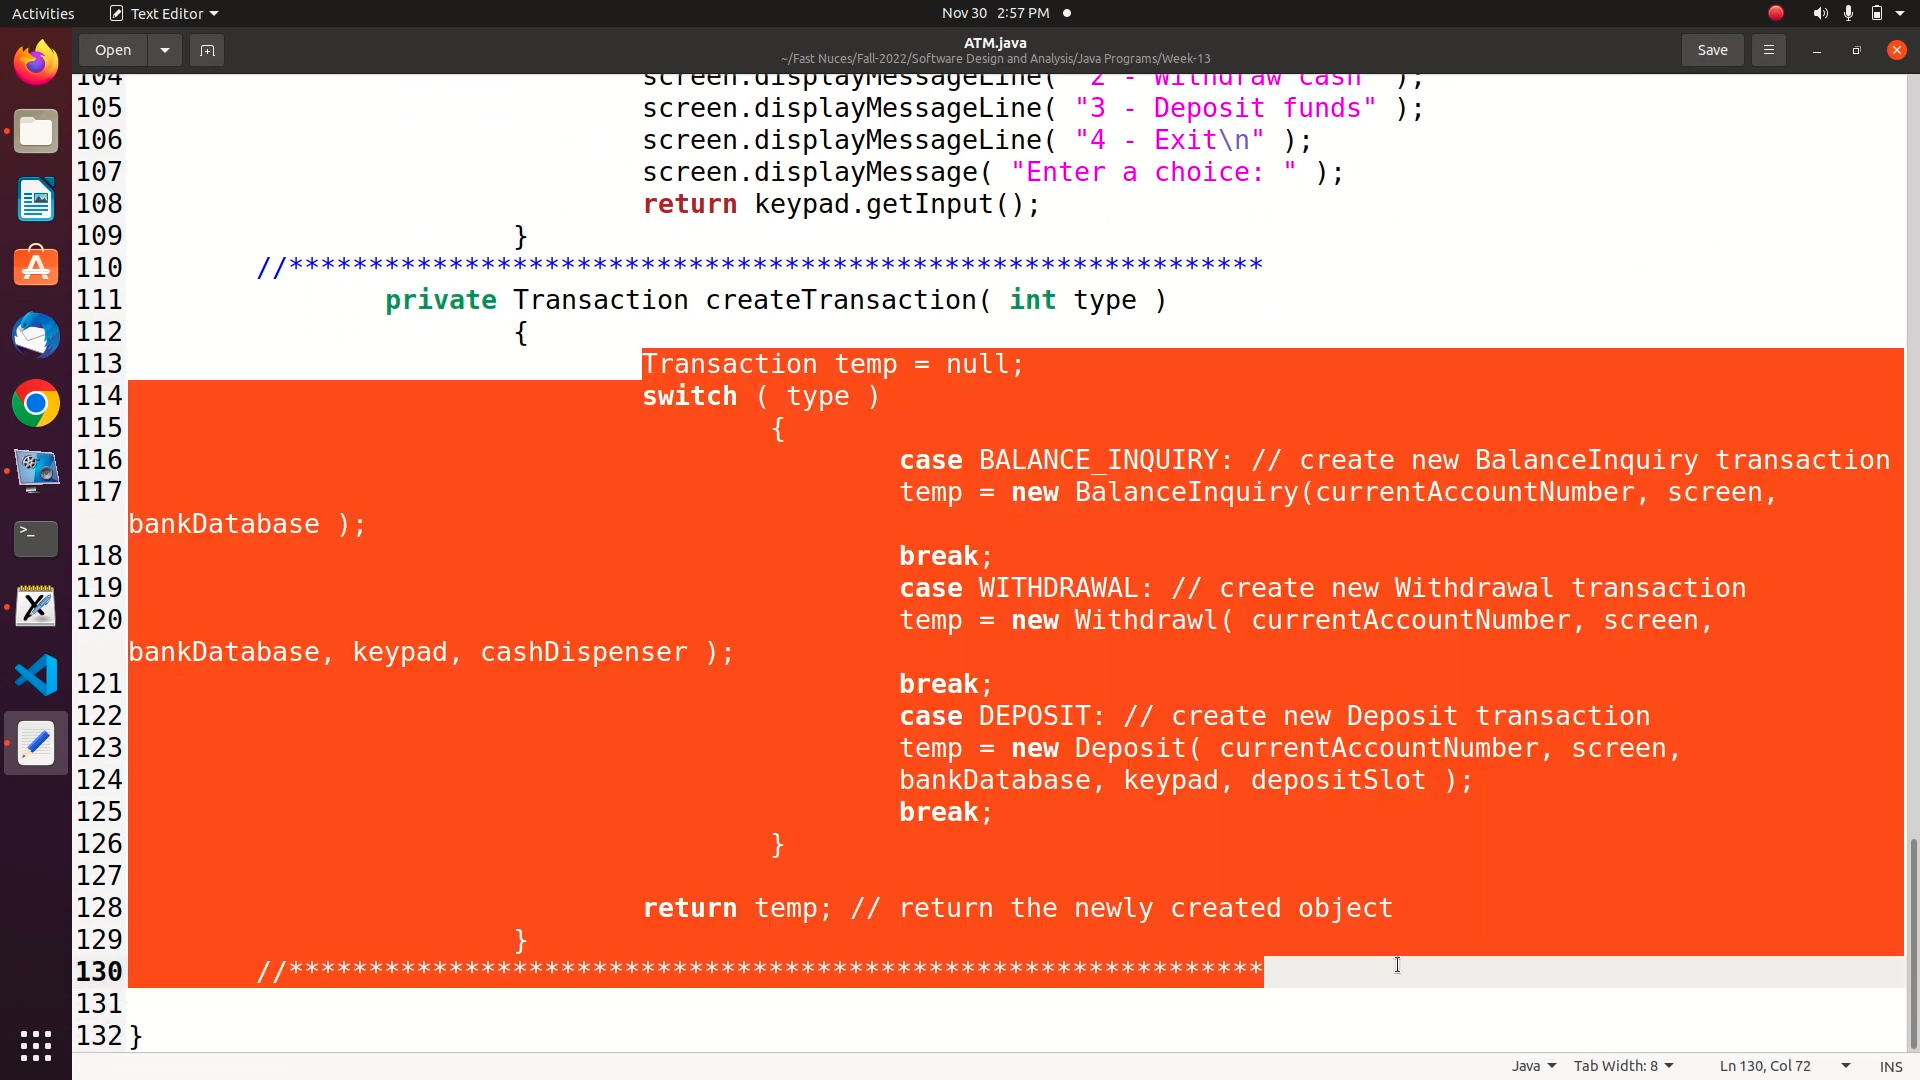 Activities
Text Editor
Nov 30 2:57 PM
Open
ATM.java
~/Fast Nuces/Fall-2022/Software Design and Analysis/Java Programs/Week-13
Save
104 screen.displayMessageLine( "2 - Withdraw cash" );
105 screen.displayMessageLine( "3 - Deposit funds" );
106 screen.displayMessageLine( "4 - Exit\n" );
107 screen.displayMessage( "Enter a choice: " );
108 return keypad.getInput();
109 }
110 //*************************************************************
111 private Transaction createTransaction( int type )
112 {
113 Transaction temp = null;
114 switch ( type )
115 {
116 case BALANCE_INQUIRY: // create new BalanceInquiry transaction
117 temp = new BalanceInquiry(currentAccountNumber, screen,
bankDatabase );
118 break;
119 case WITHDRAWAL: // create new Withdrawal transaction
120 temp = new Withdrawl( currentAccountNumber, screen,
bankDatabase, keypad, cashDispenser );
121 break;
122 case DEPOSIT: // create new Deposit transaction
123 temp = new Deposit( currentAccountNumber, screen,
124 bankDatabase, keypad, depositSlot );
125 break;
126 }
127
128 return temp; // return the newly created object
129 }
130 //*************************************************************
131
132 }
Java
Tab Width: 8
Ln 130, Col 72
INS